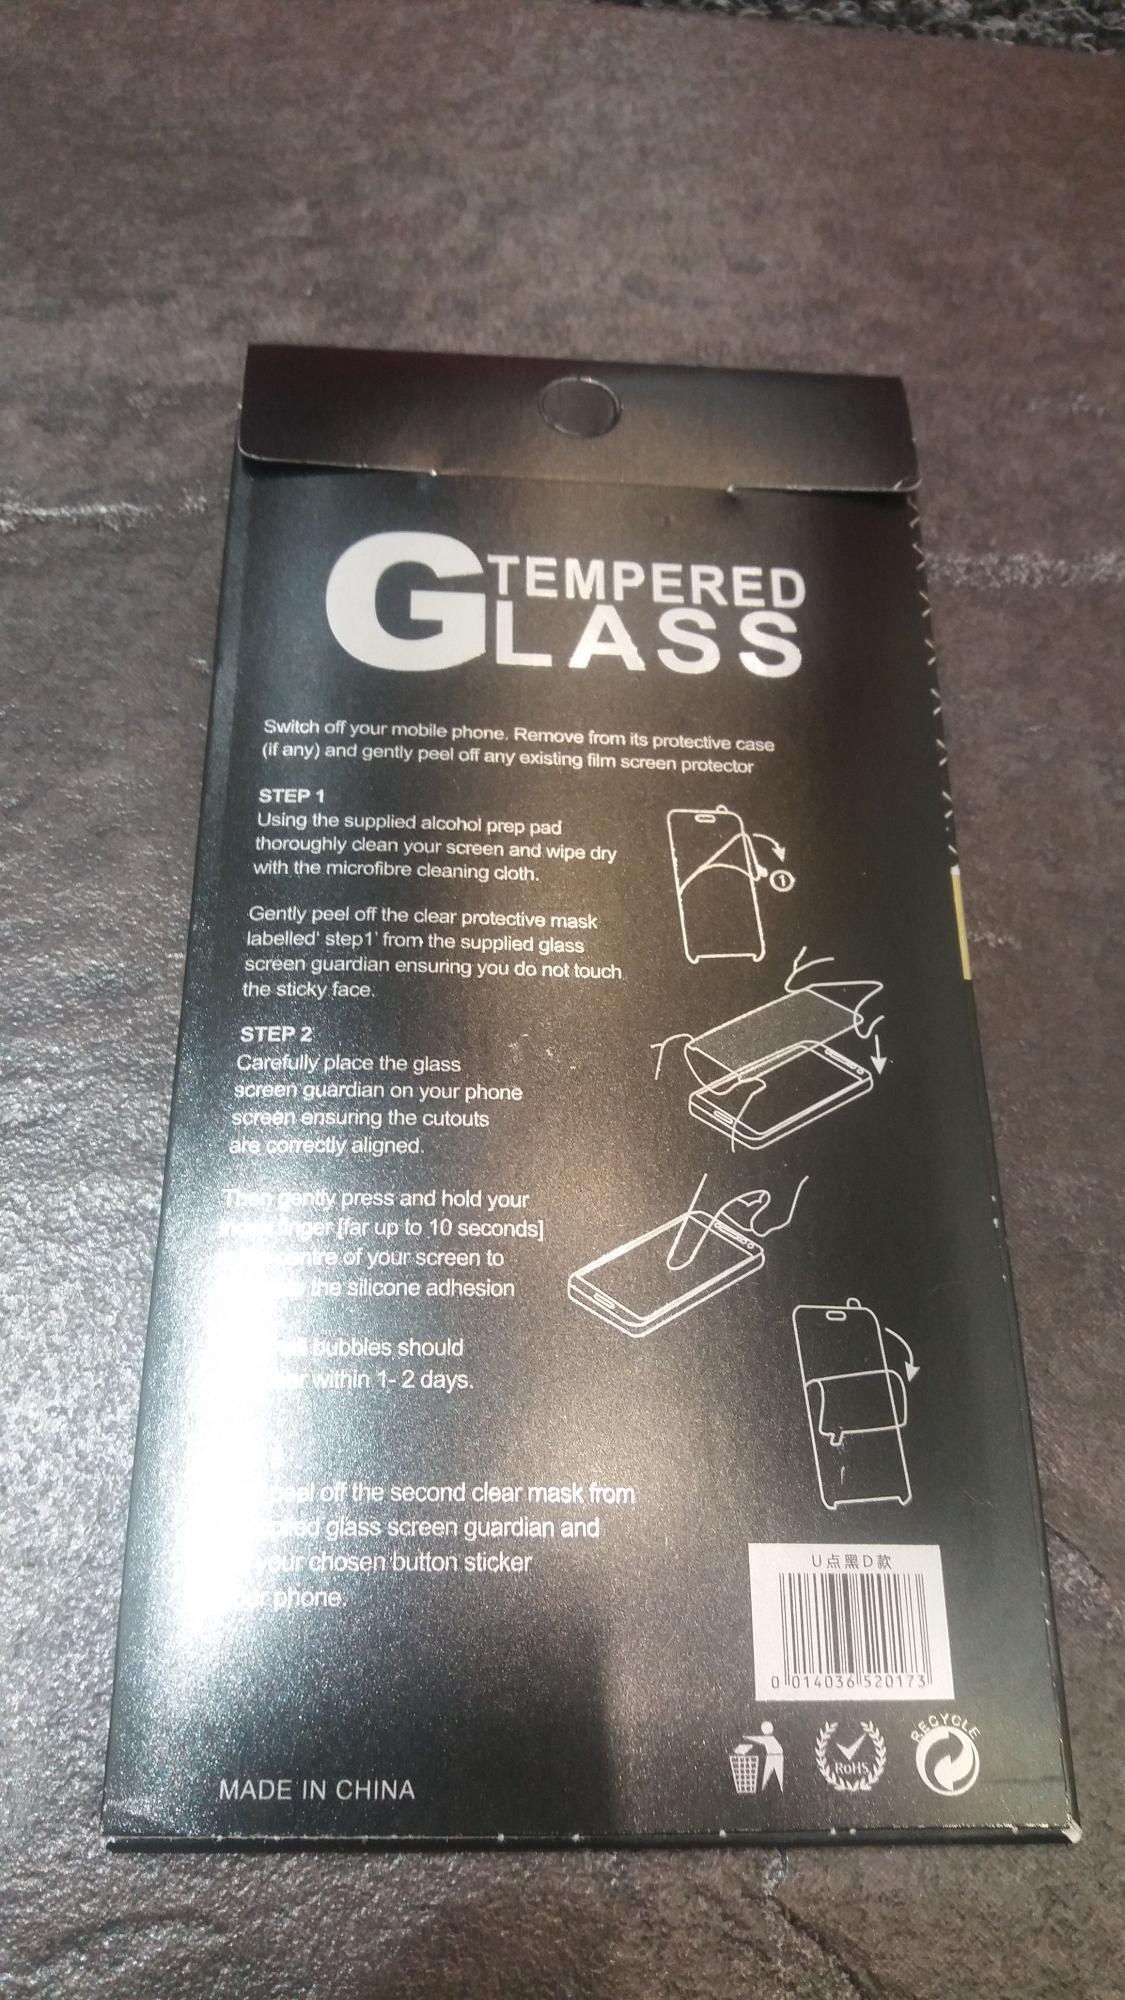 TEMPERED
GLASS
Switch off your mobile phone. Remove from its protective case
(if any) and gently peel off any existing film screen protector
STEP 1
Using the supplied alcohol prep pad
thoroughly clean your screen and wipe dry
with the microfibre cleaning cloth.
Gently peel off the clear protective mask
labelled' step1' from the supplied glass
screen guardian ensuring you do not touch
the sticky face.
1
STEP 2
Carefully place the glass
screen guardian on your phone
screen ensuring the cutouts
are correctly aligned.
Then gently press and hold your
finger [far up to 10 seconds]
centre of your screen to
the silicone adhesion
bubbles should
within 1- 2 days.
peel off the second clear mask from
glass screen guardian and
your chosen button sticker
phone.
U点黑D款
0 014036 520173
RoHS
RECYCLE
MADE IN CHINA